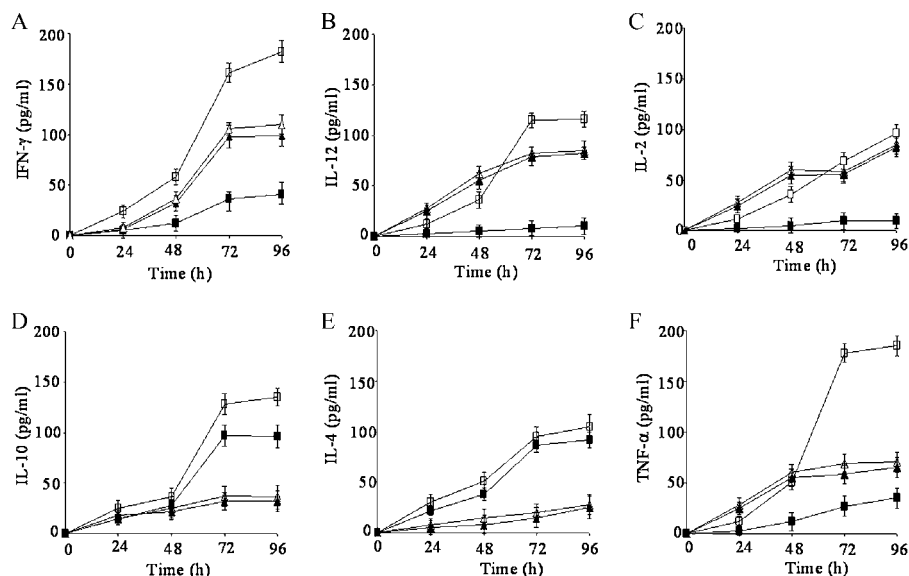 A
200
150
100
50
0
IFN-γ (pg/ml)
0 24 48 72 96
Time (h)
B
200
150
100
50
0
IL-12 (pg/ml)
0 24 48 72 96
Time (h)
C
200
150
100
50
0
IL-2 (pg/ml)
0 24 48 72 96
Time (h)
D
200
150
100
50
0
IL-10 (pg/ml)
0 24 48 72 96
Time (h)
E
200
150
100
50
0
IL-4 (pg/ml)
0 24 48 72 96
Time (h)
F
200
150
100
50
0
TNF-α (pg/ml)
0 24 48 72 96
Time (h)